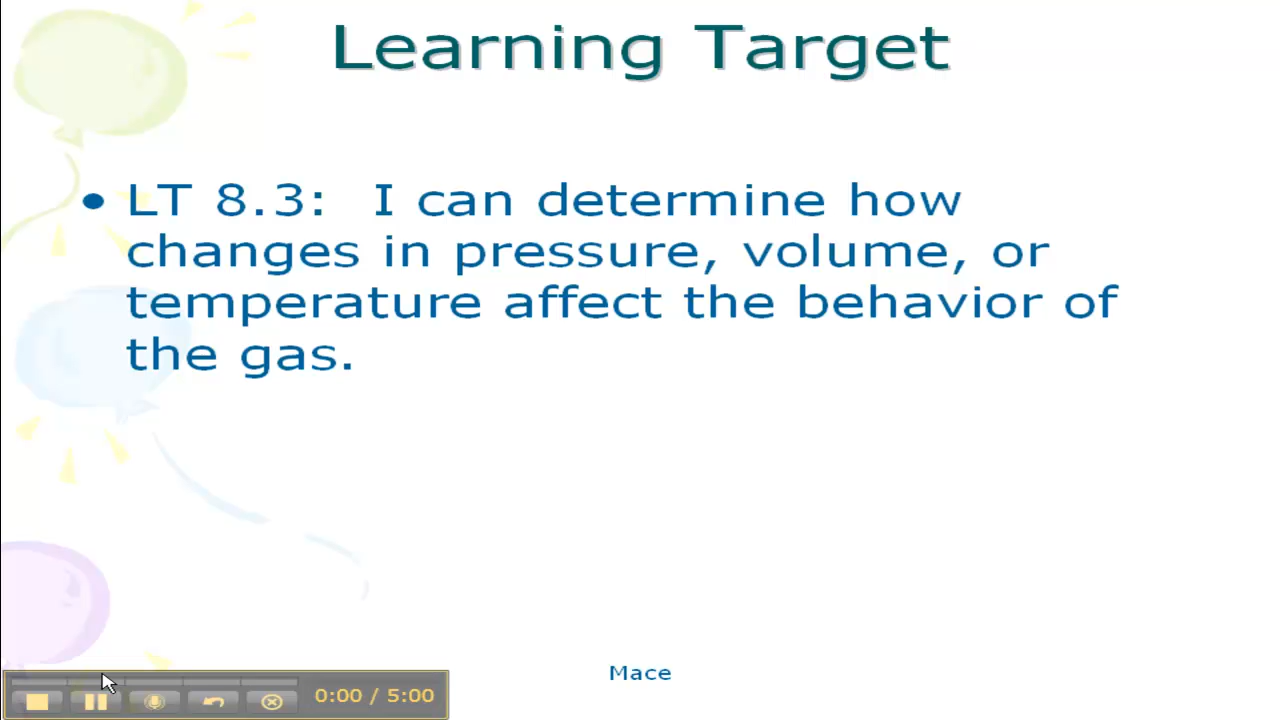 Learning Target
• LT 8.3:  I can determine how
changes in pressure, volume, or
temperature affect the behavior of
the gas.
Mace
0:00 / 5:00